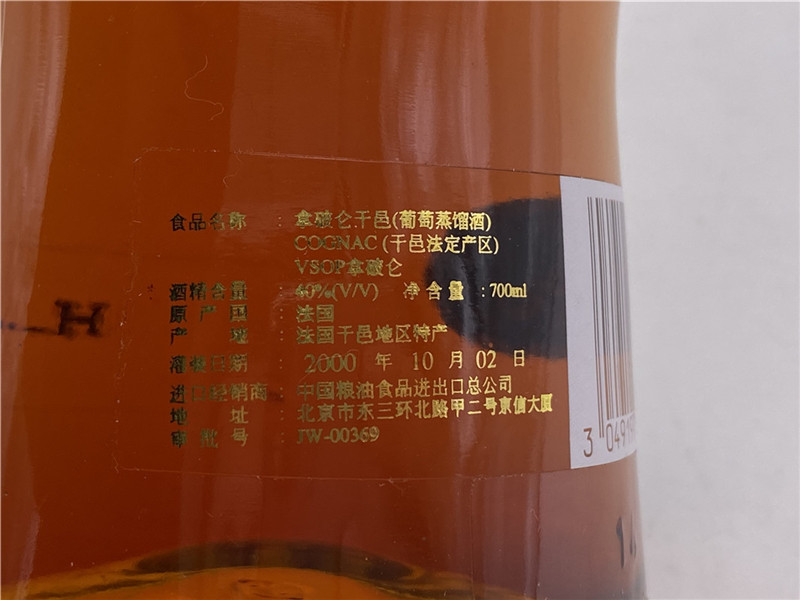 食品名称 : 拿破仑干邑(葡萄蒸馏酒)
COGNAC (干邑法定产区)
VSOP拿破仑
酒精含量 : 40%(V/V) 净含量 : 700ml
原产国 : 法国
产地 : 法国干邑地区特产
灌装日期 : 2000 年 10 月 02 日
进口经销商 : 中国粮油食品进出口总公司
地址 : 北京市东三环北路甲二号京信大厦
审批号 : JW-00369
H
3 0491